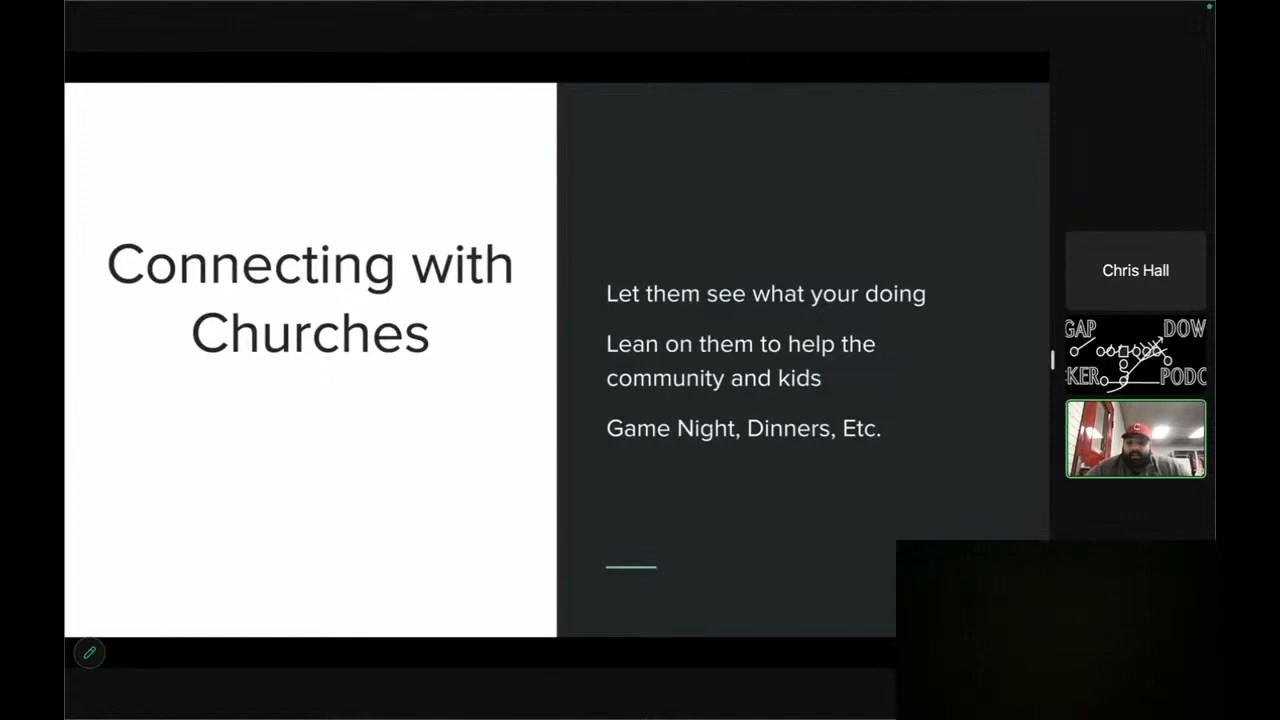 Connecting with
Churches
Let them see what your doing
Lean on them to help the
community and kids
Game Night, Dinners, Etc.
Chris Hall
GAP DOW
KER PODC